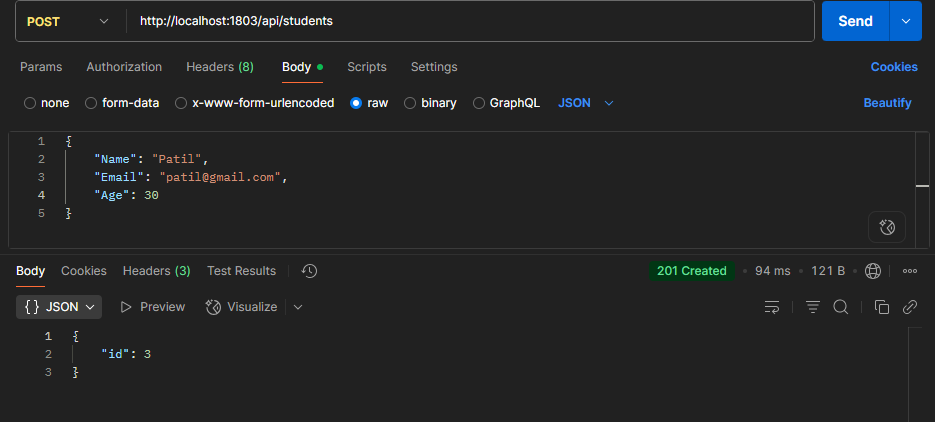 POST http://localhost:1803/api/students Send
Params Authorization Headers (8) Body Scripts Settings Cookies
none form-data x-www-form-urlencoded raw binary GraphQL JSON Beautify
1 {
2 "Name": "Patil",
3 "Email": "patil@gmail.com",
4 "Age": 30
5 }
Body Cookies Headers (3) Test Results 201 Created • 94 ms • 121 B •
{} JSON Preview Visualize
1 {
2 "id": 3
3 }